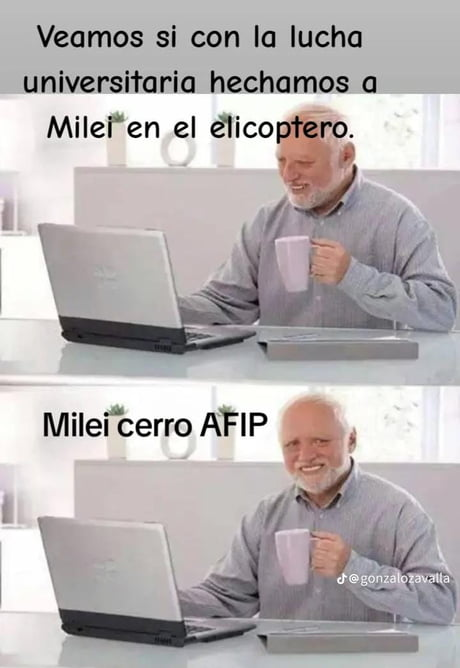 Veamos si con la lucha
universitaria hechamos a
Milei en el elicoptero.
Milei cerro AFIP
@gonzalozavalla